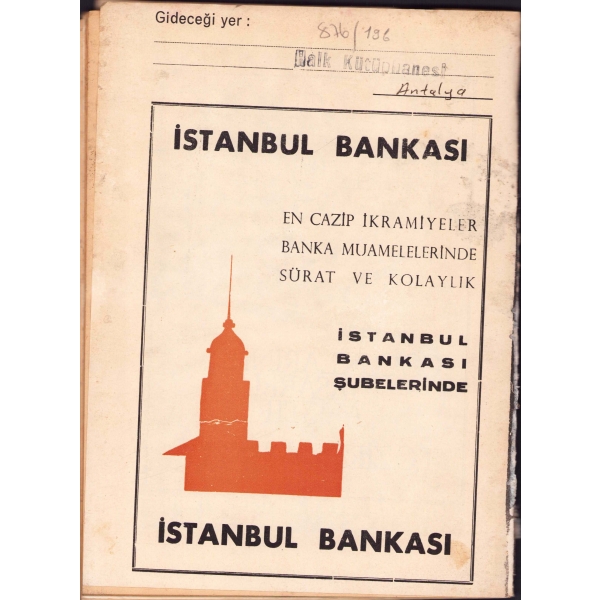 Gideceği yer :
876/196
Halk Kütüphanesi
Antalya
İSTANBUL BANKASI
EN CAZİP İKRAMİYELER
BANKA MUAMELELERİNDE
SÜRAT VE KOLAYLIK
İSTANBUL
BANKASI
ŞUBELERİNDE
İSTANBUL BANKASI